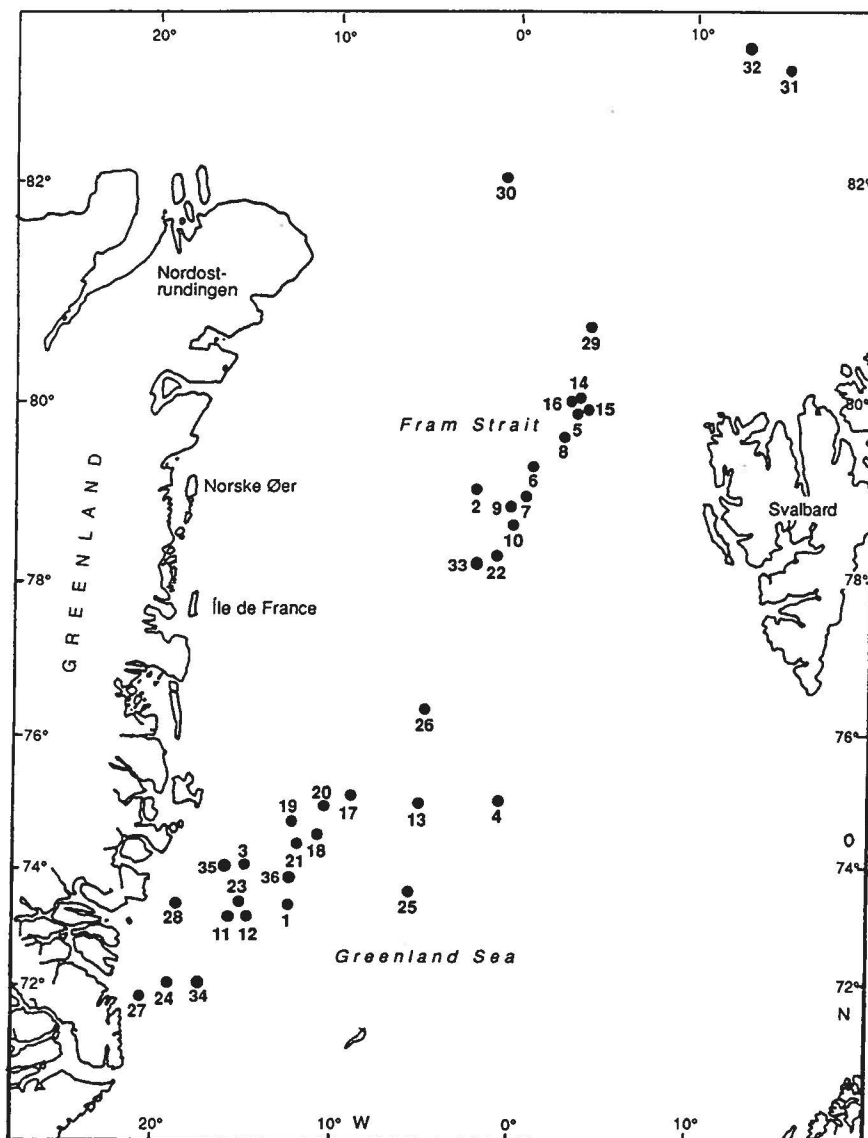 20° 10° 0° 10°
32
31
82° 82°
30
Nordost-
rundingen
29
14
80° 16 15 80°
Fram Strait 5
8
Norske Øer 6
2 9 7
Svalbard
10
78° 33 22 78°
Île de France
GREENLAND
26
76° 76°
20
19 17 13 4
18
3 21 O
74° 35 36 74°
23
28 1 25
11 12
Greenland Sea
72° 72°
27 24 34 N
20° W 0° 10°